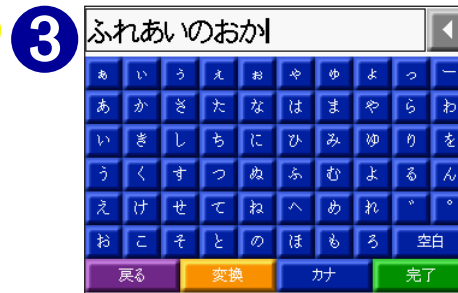 3
ふれあいのおか
ぁ ぃ ぅ ぇ ぉ ゃ ゅ ょ っ ー
あ か さ た な は ま や ら わ
い き し ち に ひ み ゆ り を
う く す つ ぬ ふ む よ る ん
え け せ て ね へ め れ ゛ ゜
お こ そ と の ほ も ろ 空白
戻る 変換 カナ 完了